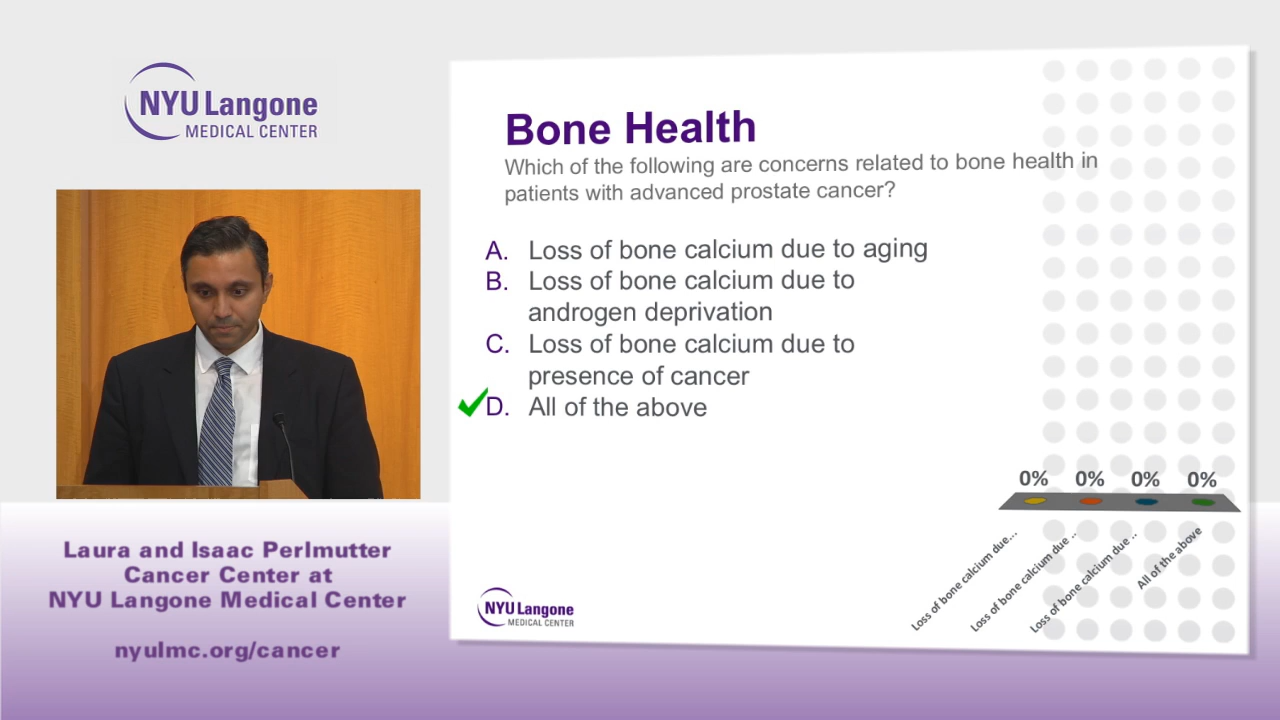 NYU Langone
MEDICAL CENTER
Laura and Isaac Perlmutter
Cancer Center at
NYU Langone Medical Center
nyulmc.org/cancer
Bone Health
Which of the following are concerns related to bone health in
patients with advanced prostate cancer?
A. Loss of bone calcium due to aging
B. Loss of bone calcium due to
androgen deprivation
C. Loss of bone calcium due to
presence of cancer
D. All of the above
0% 0% 0% 0%
Loss of bone calcium due...
Loss of bone calcium due ..
Loss of bone calcium due ..
All of the above
NYU Langone
MEDICAL CENTER